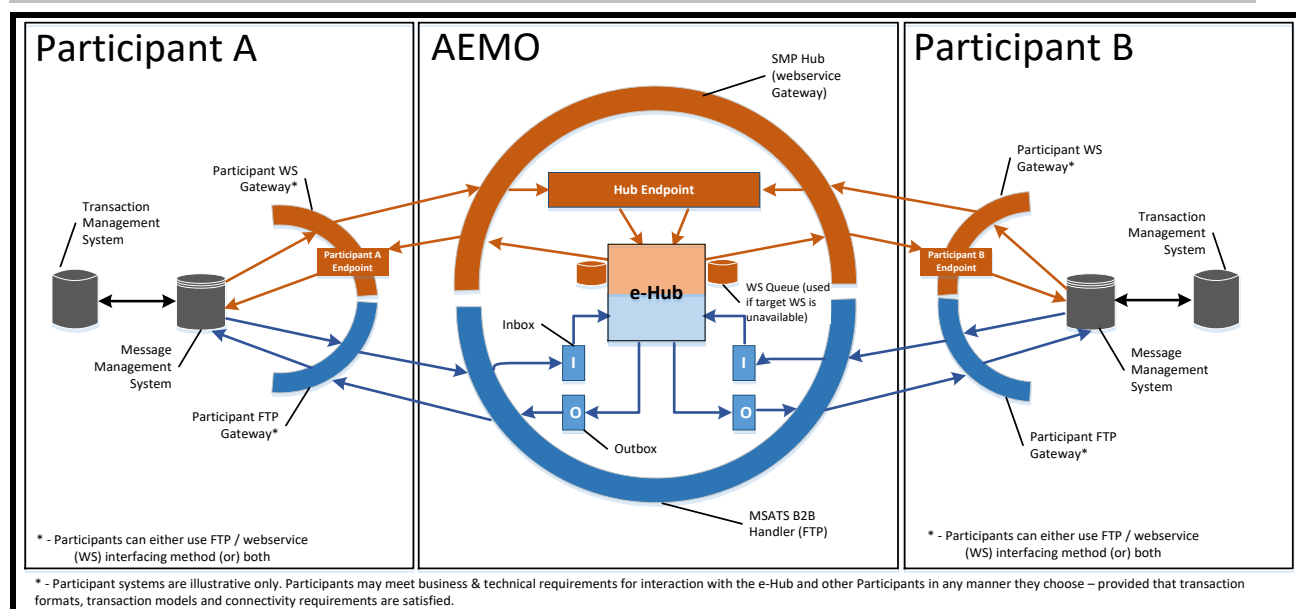 Participant A
AEMO
Participant B
SMP Hub
(webservice
Gateway)
Participant WS
Gateway*
Participant WS
Gateway*
Hub Endpoint
Transaction
Management
System
Transaction
Management
System
Participant A
Endpoint
Participant B
Endpoint
e-Hub
WS Queue (used
if target WS is
unavailable)
Inbox
I
I
Message
Management
System
Message
Management
System
O
O
Participant FTP
Gateway*
Outbox
Participant FTP
Gateway*
MSATS B2B
Handler (FTP)
* - Participants can either use FTP / webservice
(WS) interfacing method (or) both
* - Participants can either use FTP / webservice
(WS) interfacing method (or) both
* - Participant systems are illustrative only. Participants may meet business & technical requirements for interaction with the e-Hub and other Participants in any manner they choose – provided that transaction
formats, transaction models and connectivity requirements are satisfied.